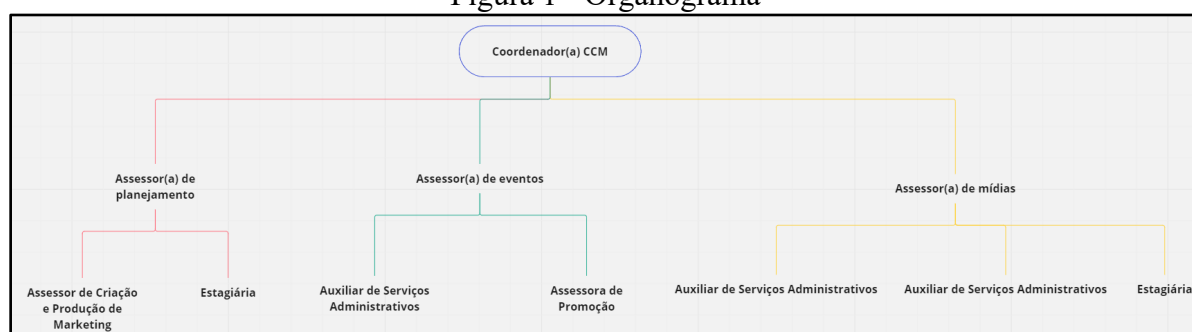 Figura 1 - Organograma
Coordenador(a) CCM
Assessor(a) de
planejamento
Assessor(a) de eventos
Assessor(a) de mídias
Assessor de Criação
e Produção de
Marketing
Estagiária
Auxiliar de Serviços
Administrativos
Assessora de
Promoção
Auxiliar de Serviços Administrativos
Auxiliar de Serviços Administrativos
Estagiária